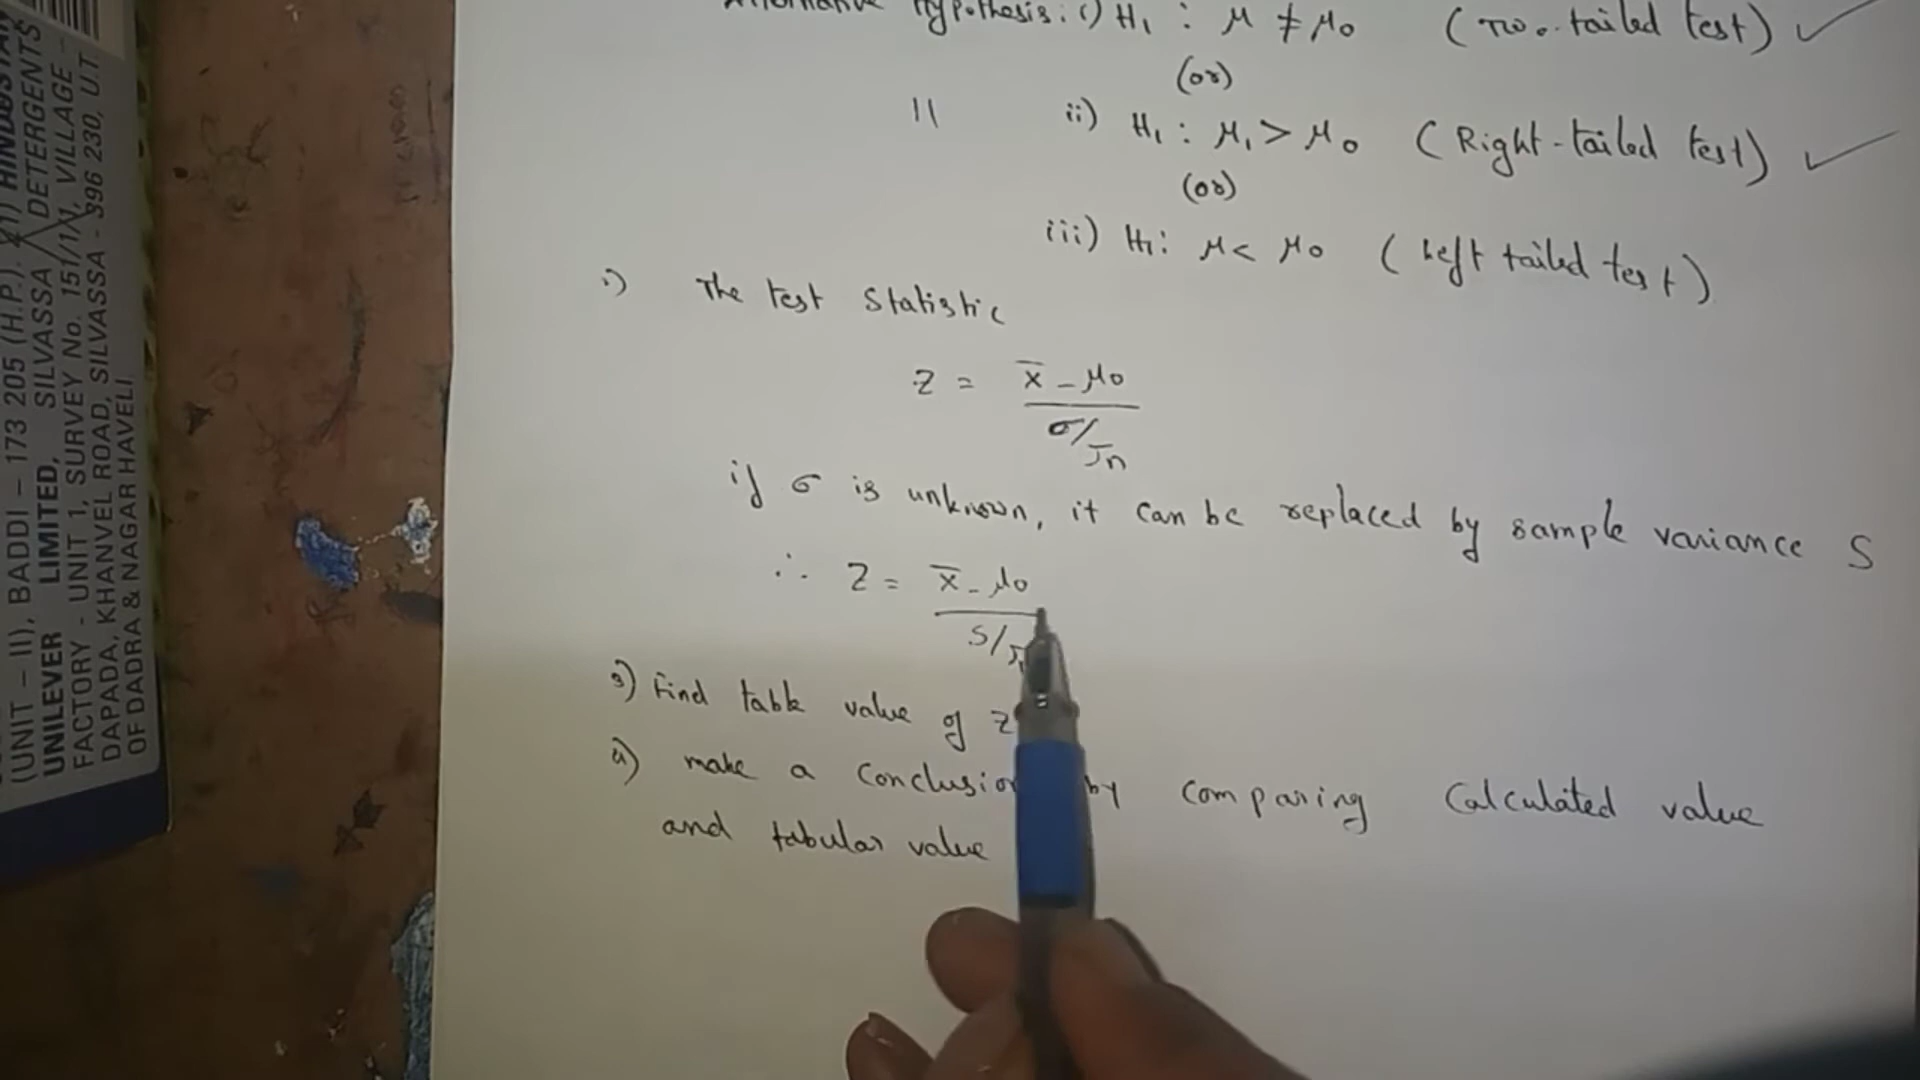 Hypothesis: i) H₁ : μ ≠ μ₀ (Two-tailed test) ✓
(or)
11 ii) H₁ : μ₁ > μ₀ (Right-tailed test) ✓
(or)
iii) H₁: μ < μ₀ (Left tailed test)
The test Statistic
Z = x̄ - μ₀
σ/√n
if σ is unknown, it can be replaced by sample variance S
∴ Z = x̄ - μ₀
S/√
3) Find table value of Z
4) make a Conclusion by Comparing Calculated value
and tabular value
(UNIT – II), BADDI – 173 205 (H.P.).
UNILEVER LIMITED, SILVASSA DETERGENTS
FACTORY - UNIT 1, SURVEY No. 151/1/1, VILLAGE -
DAPADA, KHANVEL ROAD, SILVASSA - 396 230, UT
OF DADRA & NAGAR HAVELI